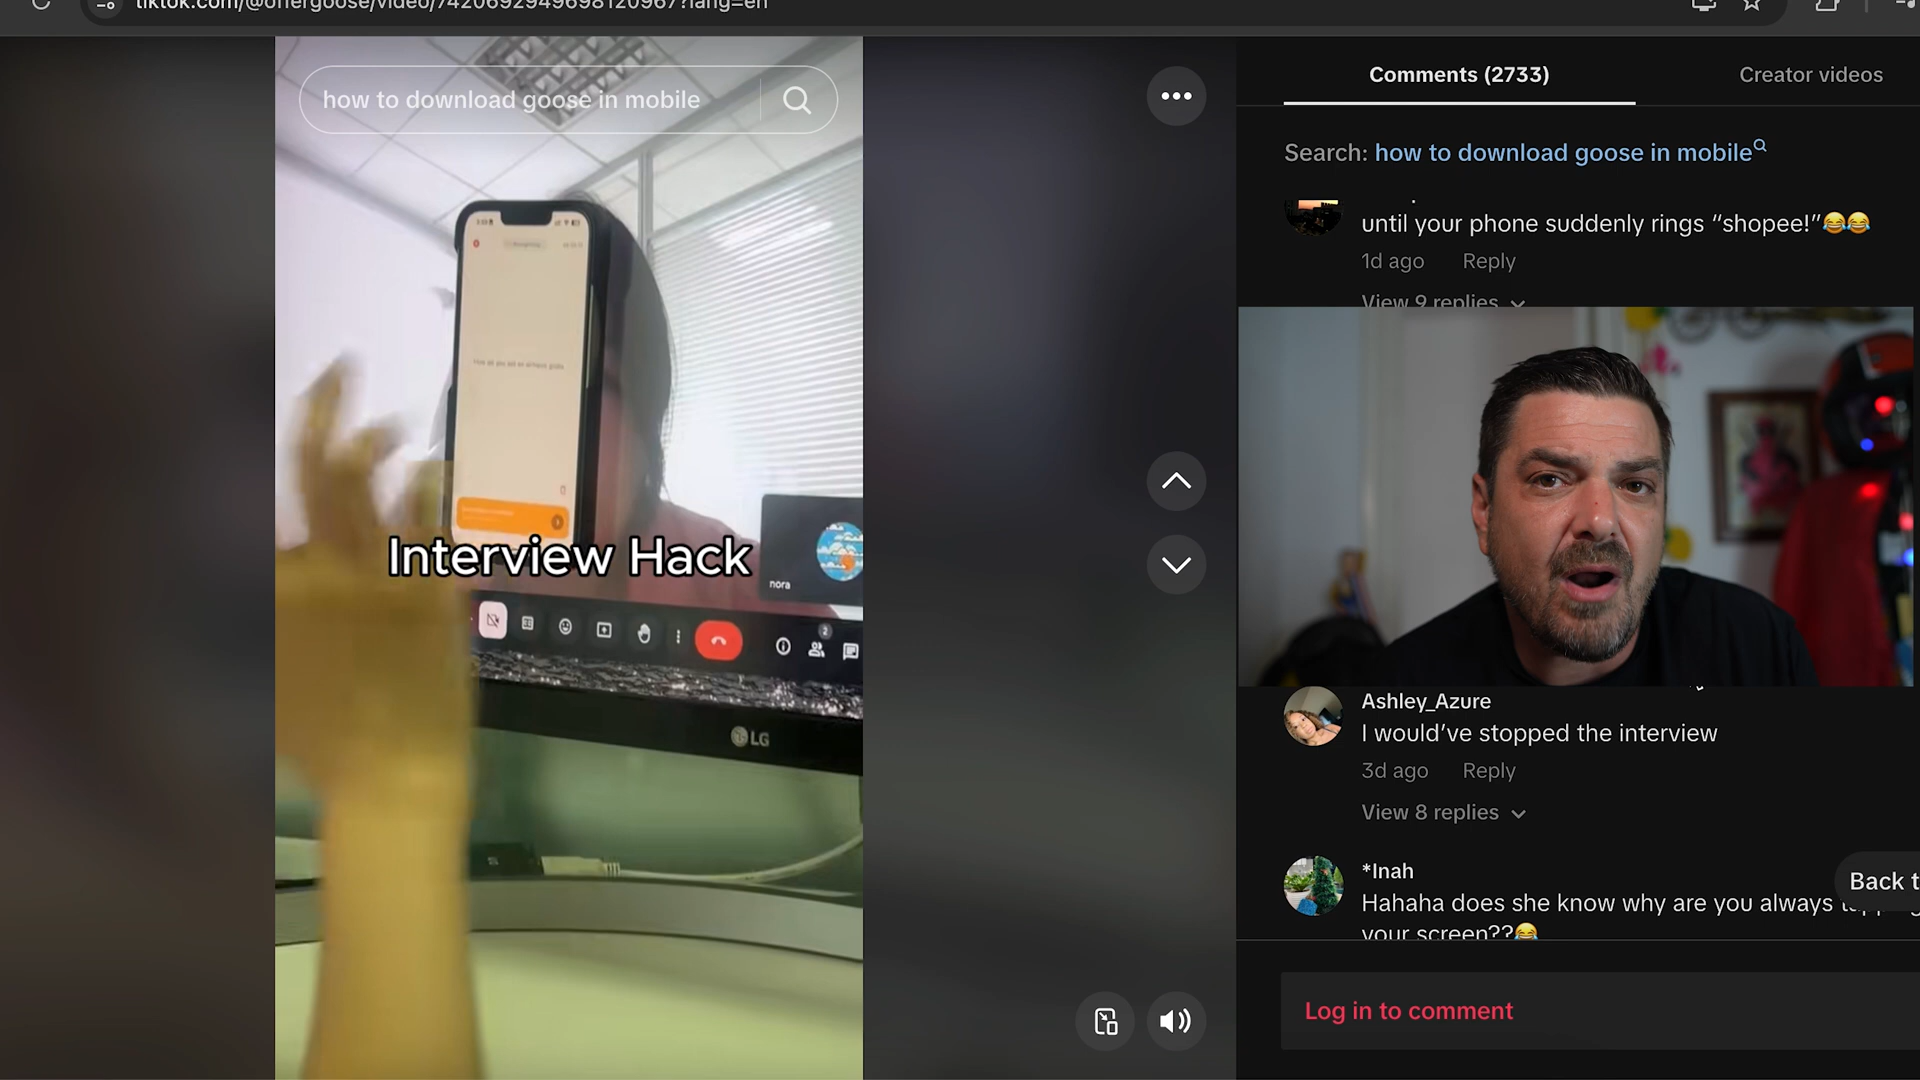 how to download goose in mobile
Interview Hack
nora
2
LG
Comments (2733)
Creator videos
Search: how to download goose in mobile
until your phone suddenly rings “shopee!”😂😂
1d ago Reply
View 9 replies
Ashley_Azure
I would’ve stopped the interview
3d ago Reply
View 8 replies
*Inah
Hahaha does she know why are you always
your screen??😂
Back t
Log in to comment